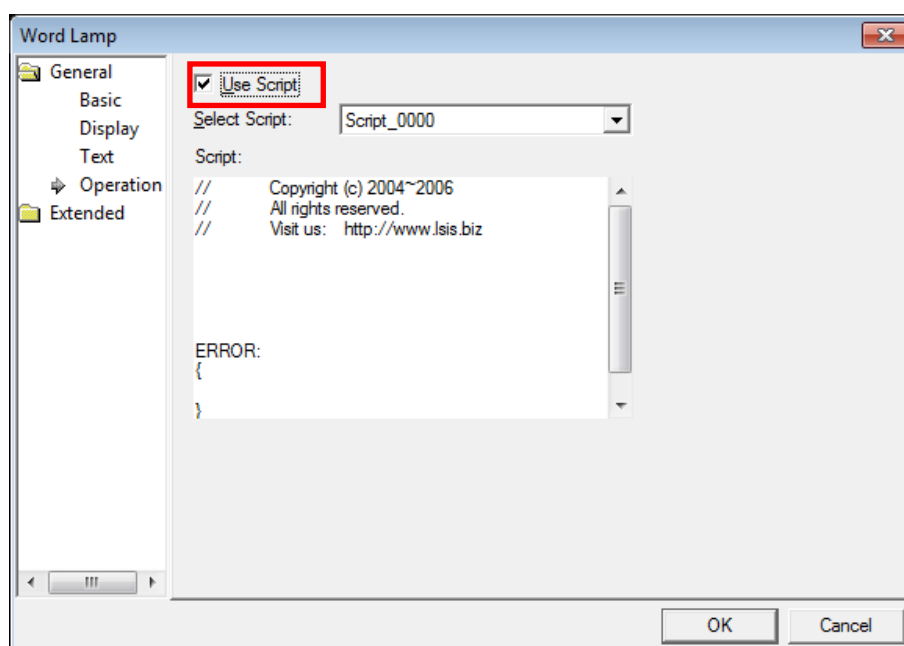 Word Lamp
General
Basic
Display
Text
Operation
Extended
Use Script
Select Script: Script_0000
Script:
// Copyright (c) 2004~2006
// All rights reserved.
// Visit us: http://www.lsis.biz
ERROR:
{
}
OK Cancel